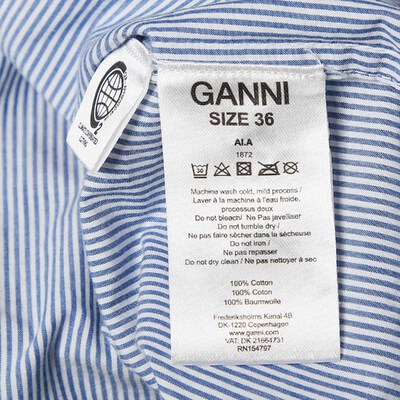 GANNI
SIZE 36
AI.A
1872
Machine wash cold, mild process /
Laver à la machine à l'eau froide,
processus doux
Do not bleach/ Ne Pas javelliser
Do not tumble dry /
Ne pas faire sécher dans la sécheuse
Do not iron /
Ne pas repasser
Do not dry clean / Ne pas nettoyer à sec
100% Cotton
100% Coton
100% Baumwolle
Frederiksholms Kanal 4B
DK-1220 Copenhagen
www.ganni.com
VAT: DK 21664731
RN154797